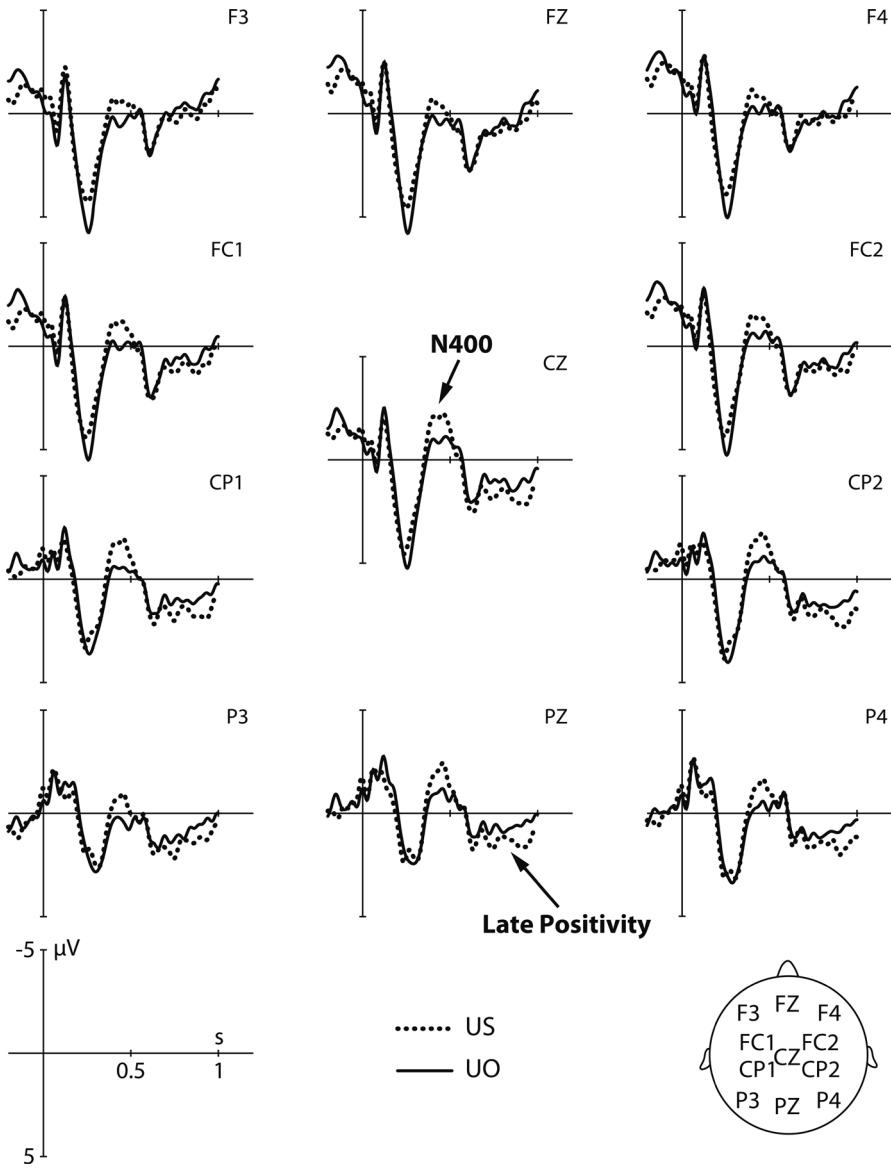 F3
FZ
F4
FC1
FC2
N400
CZ
CP1
CP2
P3
PZ
P4
Late Positivity
-5 µV
s
0.5 1
5
US
UO
F3 FZ F4
FC1 FC2
CZ
CP1 CP2
P3 PZ P4